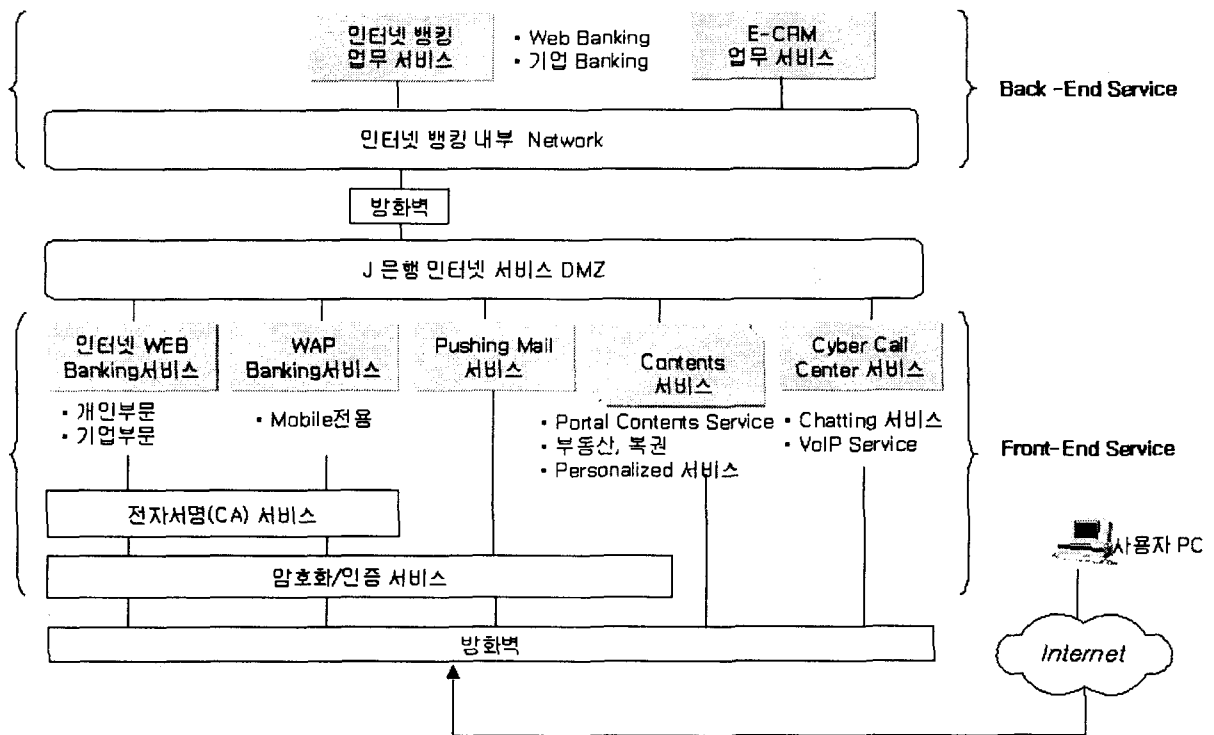 인터넷 뱅킹
업무 서비스
• Web Banking
• 기업 Banking
E-CRM
업무 서비스
Back -End Service
인터넷 뱅킹 내부 Network
방화벽
J 은행 인터넷 서비스 DMZ
인터넷 WEB
Banking서비스
WAP
Banking서비스
Pushing Mail
서비스
Contents
서비스
Cyber Call
Center 서비스
• 개인부문
• 기업부문
• Mobile전용
• Portal Contents Service
• 부동산, 복권
• Personalized 서비스
• Chatting 서비스
• VoIP Service
Front-End Service
전자서명(CA) 서비스
암호화/인증 서비스
사용자 PC
방화벽
Internet